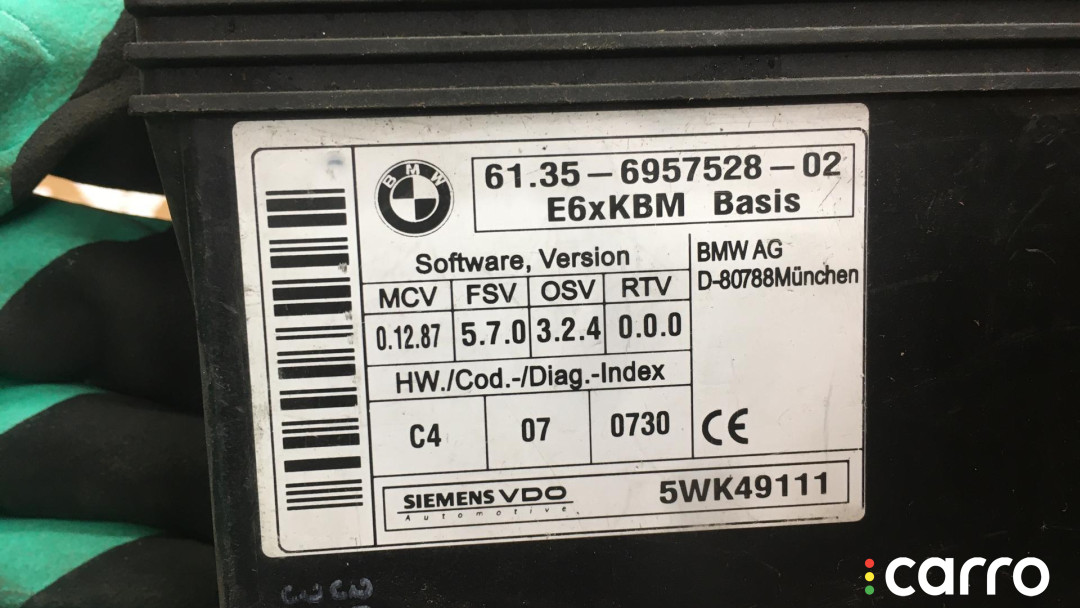 BMW
61.35-6957528-02
E6xKBM Basis
Software, Version
MCV FSV OSV RTV
0.12.87 5.7.0 3.2.4 0.0.0
BMW AG
D-80788München
HW./Cod.-/Diag.-Index
C4 07 0730
CE
SIEMENS VDO
Automotive
5WK49111
carro